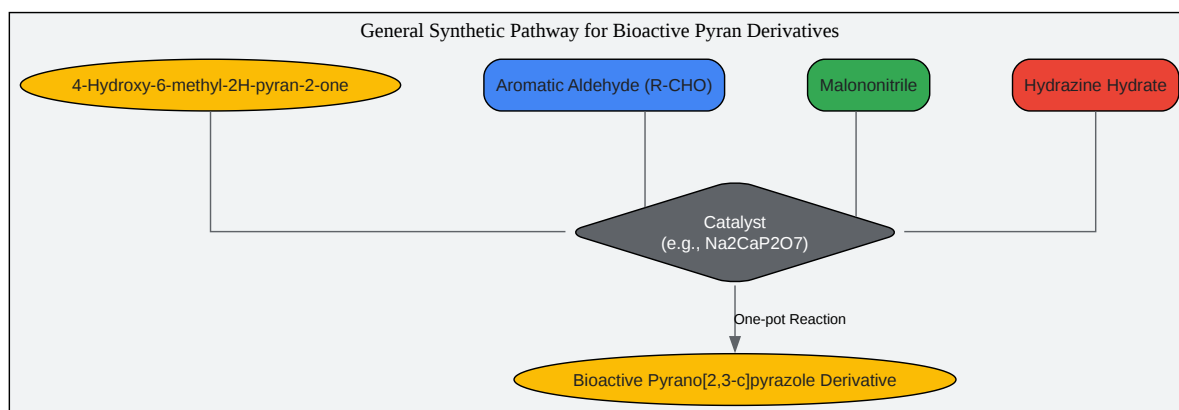 General Synthetic Pathway for Bioactive Pyran Derivatives
4-Hydroxy-6-methyl-2H-pyran-2-one
Aromatic Aldehyde (R-CHO)
Malononitrile
Hydrazine Hydrate
Catalyst
(e.g., Na2CaP2O7)
One-pot Reaction
Bioactive Pyrano[2,3-c]pyrazole Derivative